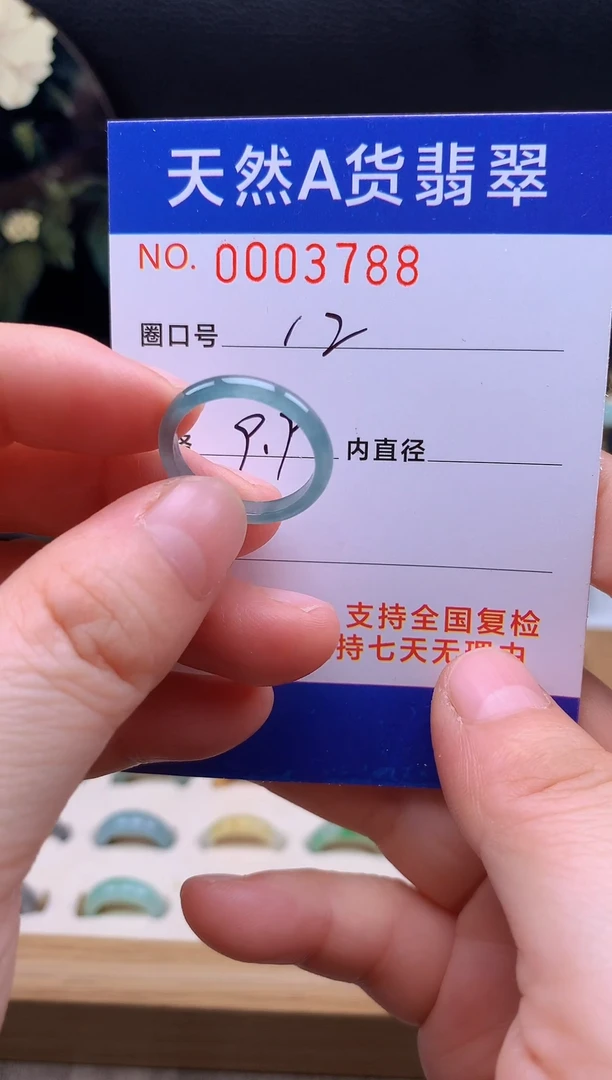 天然A货翡翠
NO. 0003788
圈口号 12
9.9 内直径
支持全国复检
持七天无理由